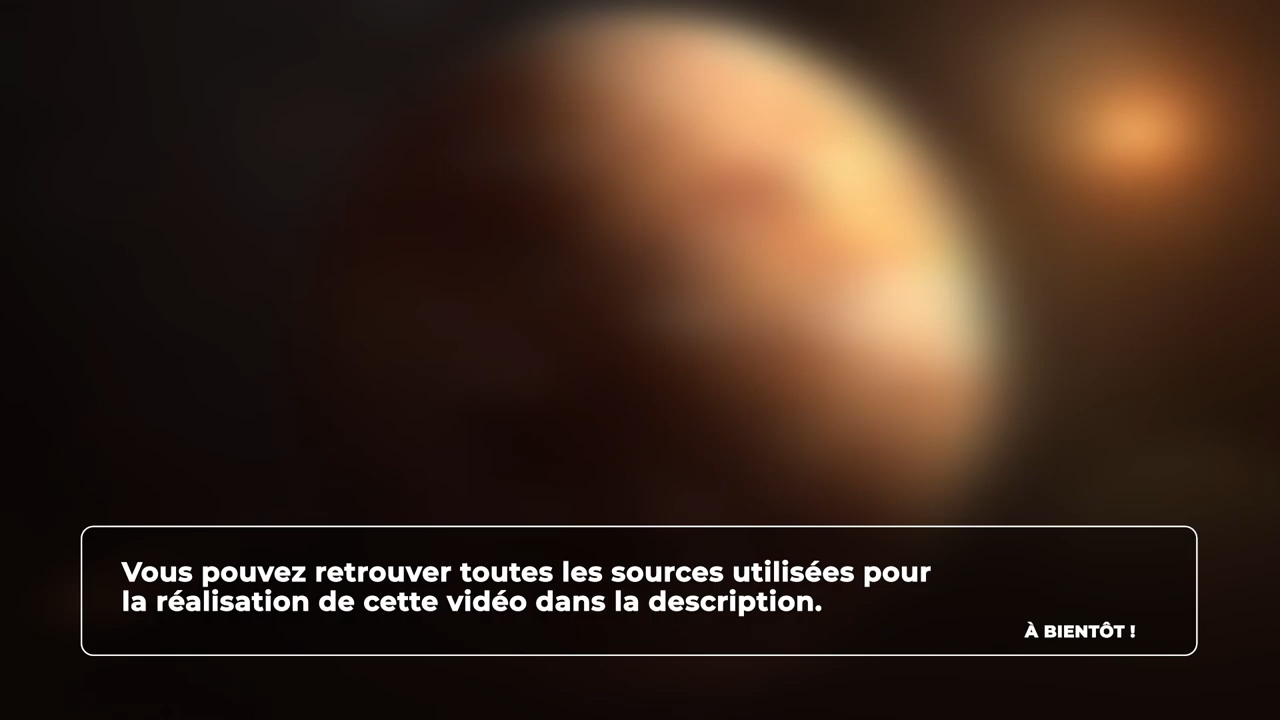 Vous pouvez retrouver toutes les sources utilisées pour
la réalisation de cette vidéo dans la description.
À BIENTÔT !